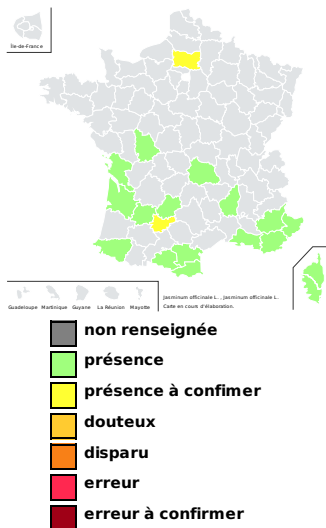 Île-de-France
Guadeloupe Martinique Guyane La Réunion Mayotte
Jasminum officinale L. , Jasminum officinale L.
Carte en cours d'élaboration.
non renseignée
présence
présence à confimer
douteux
disparu
erreur
erreur à confirmer